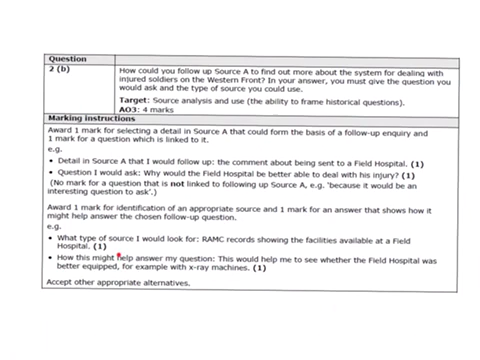 Question
2 (b)
How could you follow up Source A to find out more about the system for dealing with
injured soldiers on the Western Front? In your answer, you must give the question you
would ask and the type of source you could use.
Target: Source analysis and use (the ability to frame historical questions).
AO3: 4 marks
Marking instructions
Award 1 mark for selecting a detail in Source A that could form the basis of a follow-up enquiry and
1 mark for a question which is linked to it.
e.g.
• Detail in Source A that I would follow up: the comment about being sent to a Field Hospital. (1)
• Question I would ask: Why would the Field Hospital be better able to deal with his injury? (1)
(No mark for a question that is not linked to following up Source A, e.g. 'because it would be an
interesting question to ask'.)
Award 1 mark for identification of an appropriate source and 1 mark for an answer that shows how it
might help answer the chosen follow-up question.
e.g.
• What type of source I would look for: RAMC records showing the facilities available at a Field
Hospital. (1)
• How this might help answer my question: This would help me to see whether the Field Hospital was
better equipped, for example with x-ray machines. (1)
Accept other appropriate alternatives.